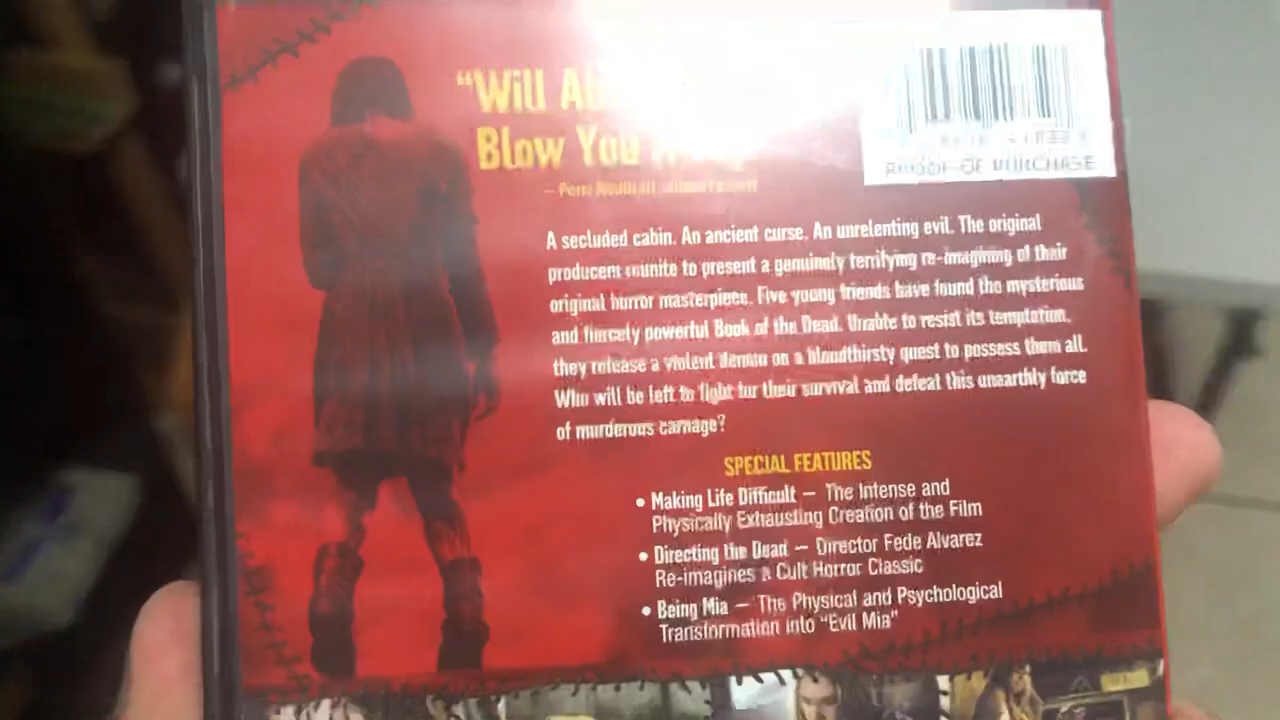 “Will
Blow You
PROOF-OF PURCHASE
A secluded cabin. An ancient curse. An unrelenting evil. The original
producers reunite to present a genuinely terrifying re-imagining of their
original horror masterpiece. Five young friends have found the mysterious
and fiercely powerful Book of the Dead. Unable to resist its temptation,
they release a violent demon on a bloodthirsty quest to possess them all.
Who will be left to fight for their survival and defeat this unearthly force
of murderous carnage?
SPECIAL FEATURES
• Making Life Difficult — The Intense and
Physically Exhausting Creation of the Film
• Directing the Dead — Director Fede Alvarez
Re-imagines a Cult Horror Classic
• Being Mia — The Physical and Psychological
Transformation into “Evil Mia”